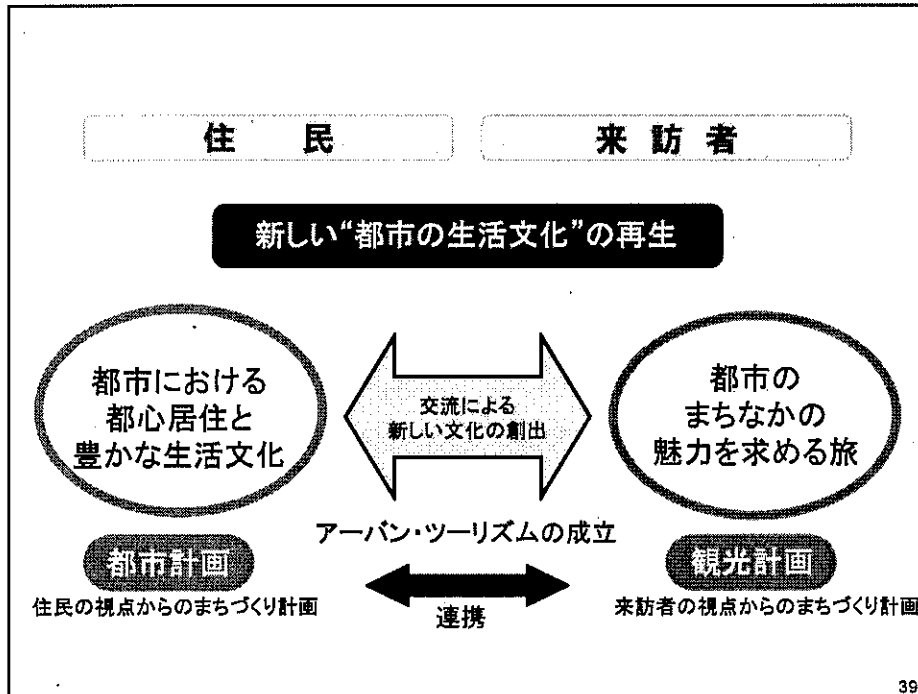 住 民
来 訪 者
新しい“都市の生活文化”の再生
都市における
都心居住と
豊かな生活文化
交流による
新しい文化の創出
都市の
まちなかの
魅力を求める旅
アーバン・ツーリズムの成立
都市計画
住民の視点からのまちづくり計画
連携
観光計画
来訪者の視点からのまちづくり計画
39